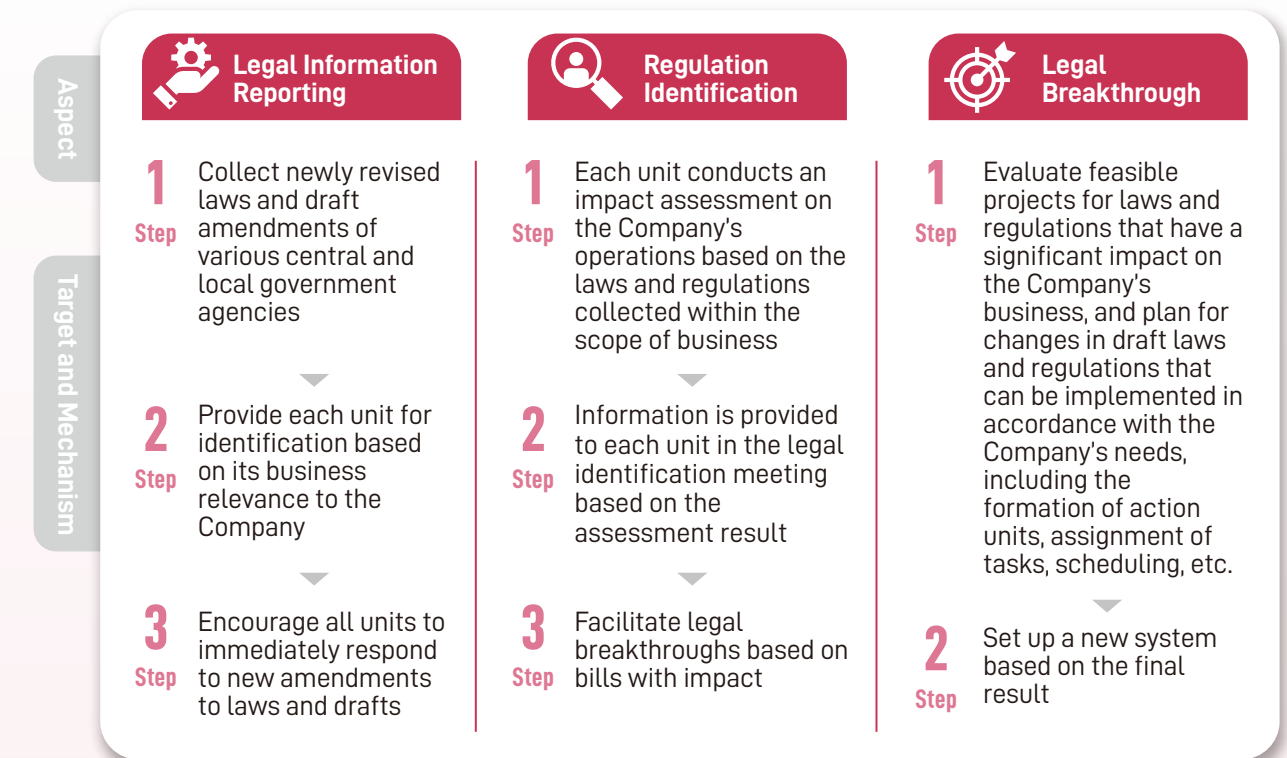 Aspect
Target and Mechanism
Legal Information
Reporting
1
Step
Collect newly revised
laws and draft
amendments of
various central and
local government
agencies
2
Step
Provide each unit for
identification based
on its business
relevance to the
Company
3
Step
Encourage all units to
immediately respond
to new amendments
to laws and drafts
Regulation
Identification
1
Step
Each unit conducts an
impact assessment on
the Company's
operations based on the
laws and regulations
collected within the
scope of business
2
Step
Information is provided
to each unit in the legal
identification meeting
based on the
assessment result
3
Step
Facilitate legal
breakthroughs based on
bills with impact
Legal
Breakthrough
1
Step
Evaluate feasible
projects for laws and
regulations that have a
significant impact on
the Company's
business, and plan for
changes in draft laws
and regulations that
can be implemented in
accordance with the
Company's needs,
including the
formation of action
units, assignment of
tasks, scheduling, etc.
2
Step
Set up a new system
based on the final
result